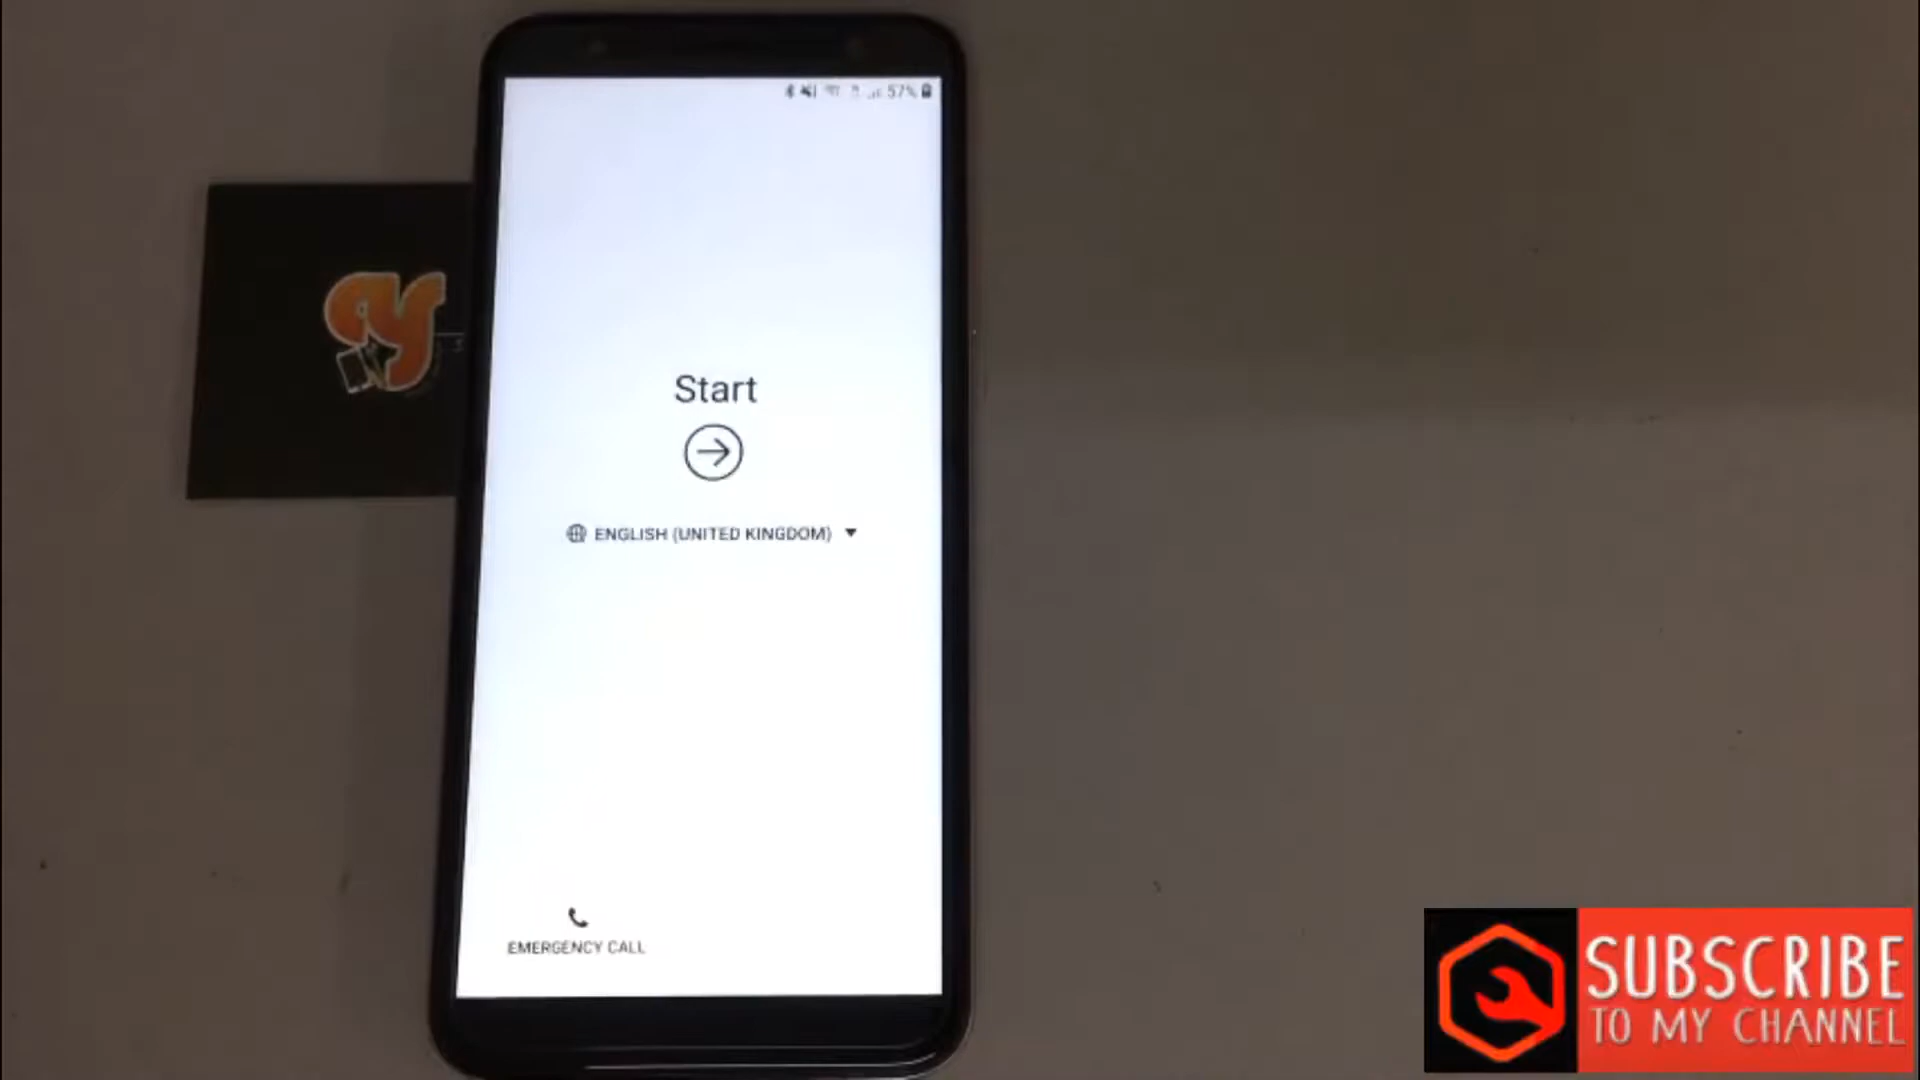 57%
Start
ENGLISH (UNITED KINGDOM)
EMERGENCY CALL
SUBSCRIBE
TO MY CHANNEL